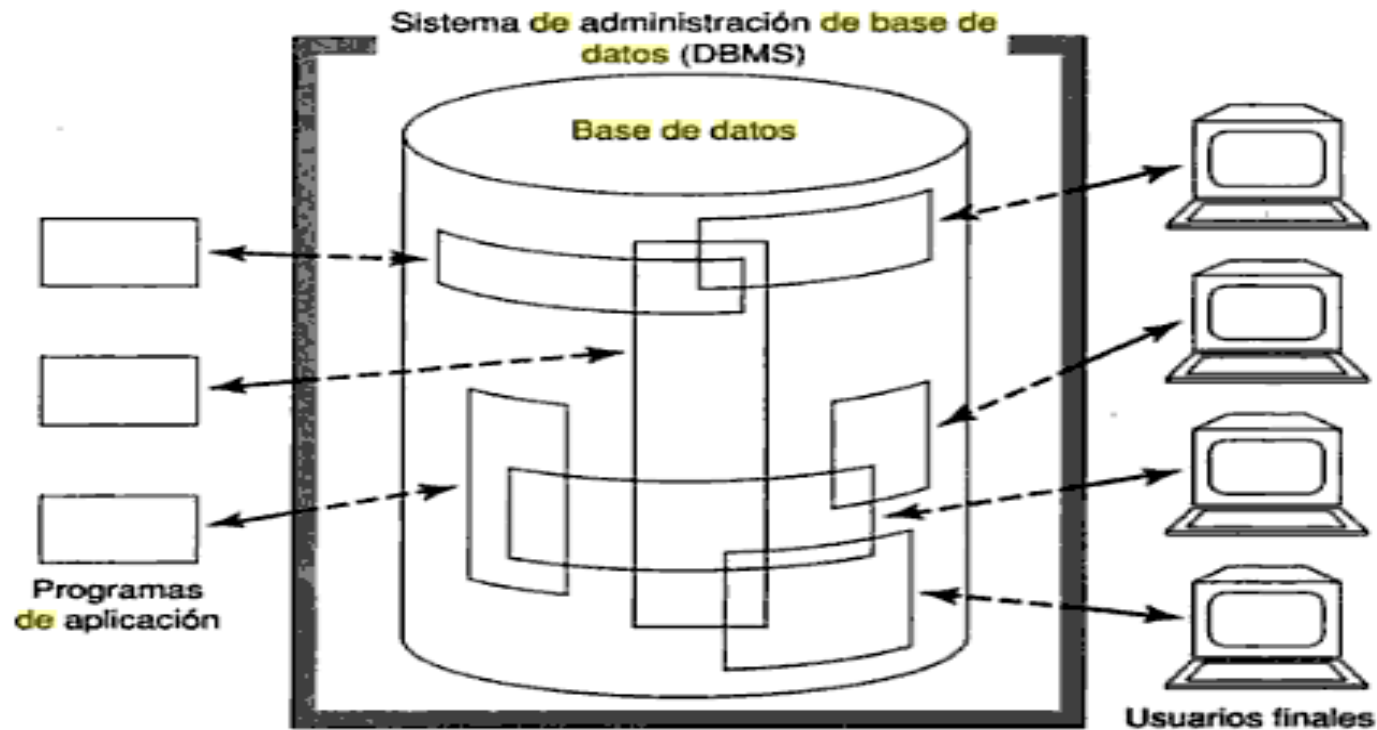 Sistema de administración de base de
datos (DBMS)
Base de datos
Programas
de aplicación
Usuarios finales